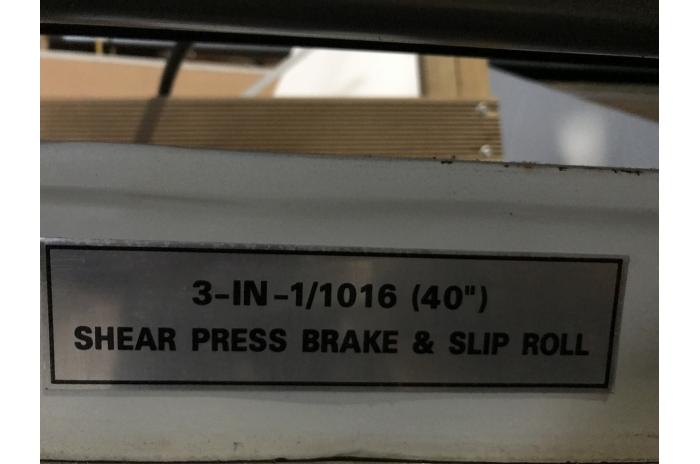 3-IN-1/1016 (40")
SHEAR PRESS BRAKE & SLIP ROLL